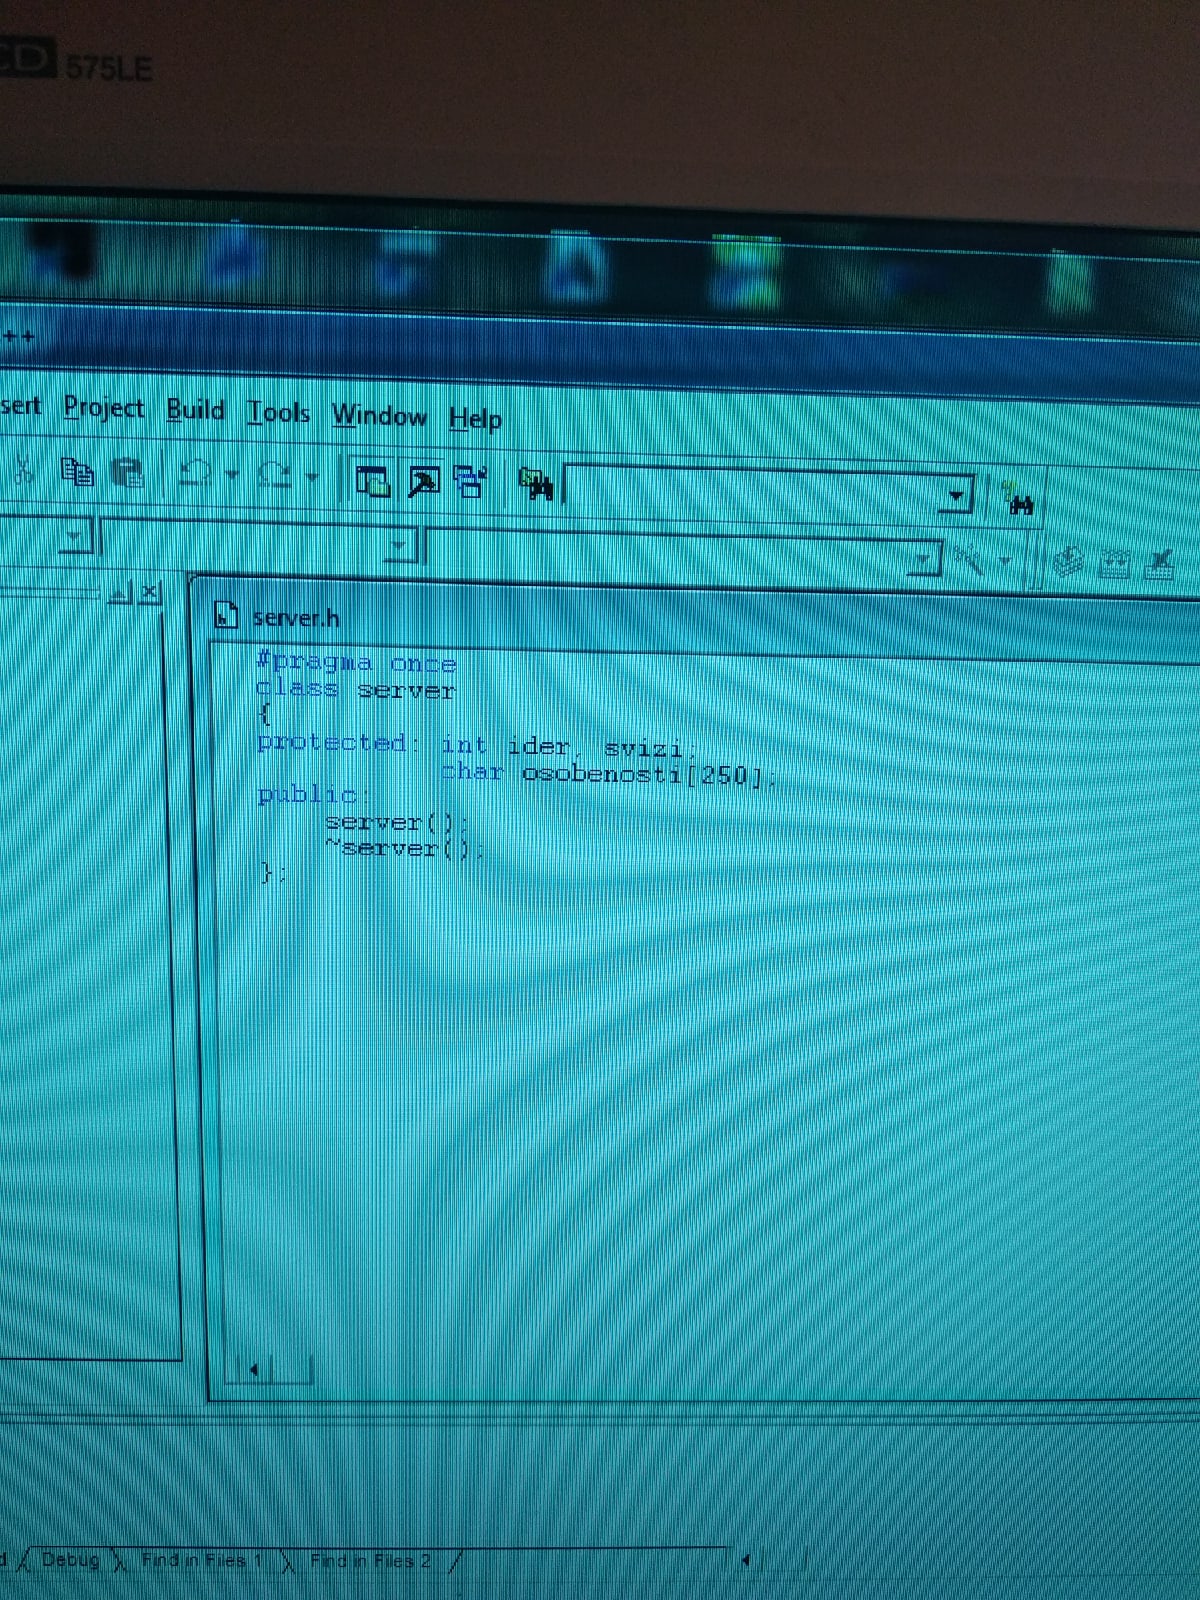 CD 575LE
++
sert Project Build Tools Window Help
server.h
#pragma once
class server
{
protected: int ider, svizi;
char osobenosti[250];
public:
server();
~server();
};
d Debug Find in Files 1 Find in Files 2